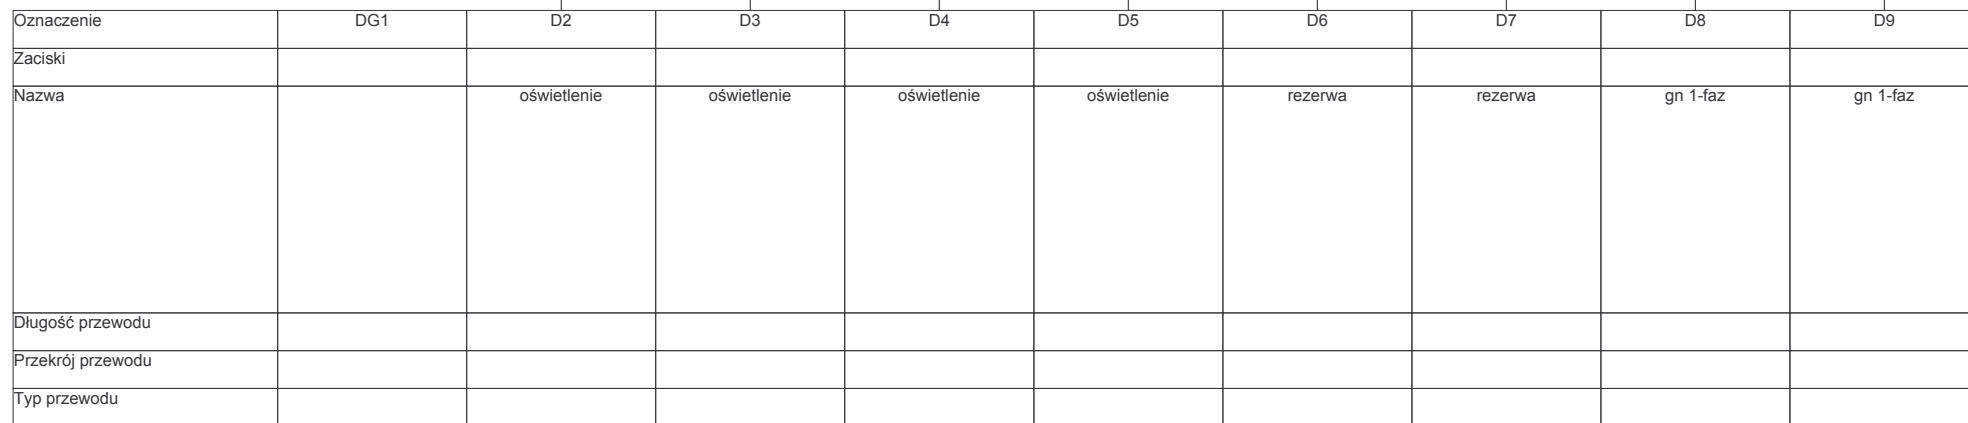 Oznaczenie DG1 D2 D3 D4 D5 D6 D7 D8 D9
Zaciski
Nazwa oświetlenie oświetlenie oświetlenie oświetlenie rezerwa rezerwa gn 1-faz gn 1-faz
Długość przewodu
Przekrój przewodu
Typ przewodu